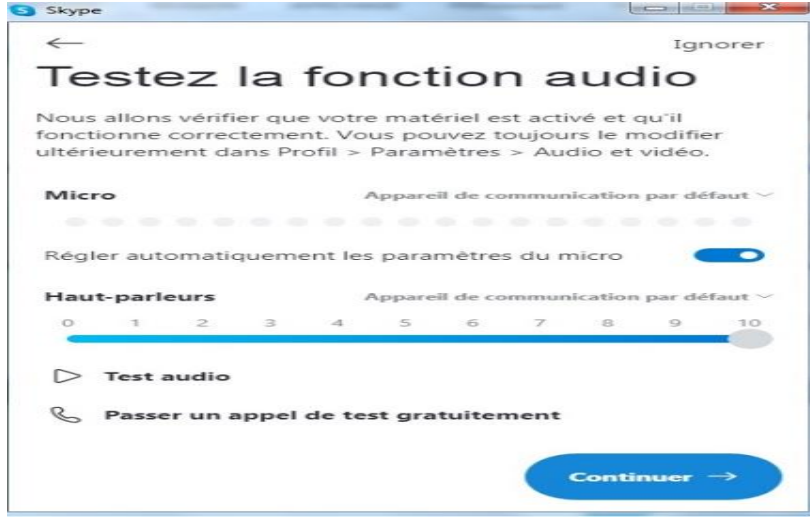 Skype
Ignorer
Testez la fonction audio
Nous allons vérifier que votre matériel est activé et qu'il
fonctionne correctement. Vous pouvez toujours le modifier
ultérieurement dans Profil > Paramètres > Audio et vidéo.
Micro Appareil de communication par défaut
Régler automatiquement les paramètres du micro
Haut-parleurs Appareil de communication par défaut
0 1 2 3 4 5 6 7 8 9 10
Test audio
Passer un appel de test gratuitement
Continuer →